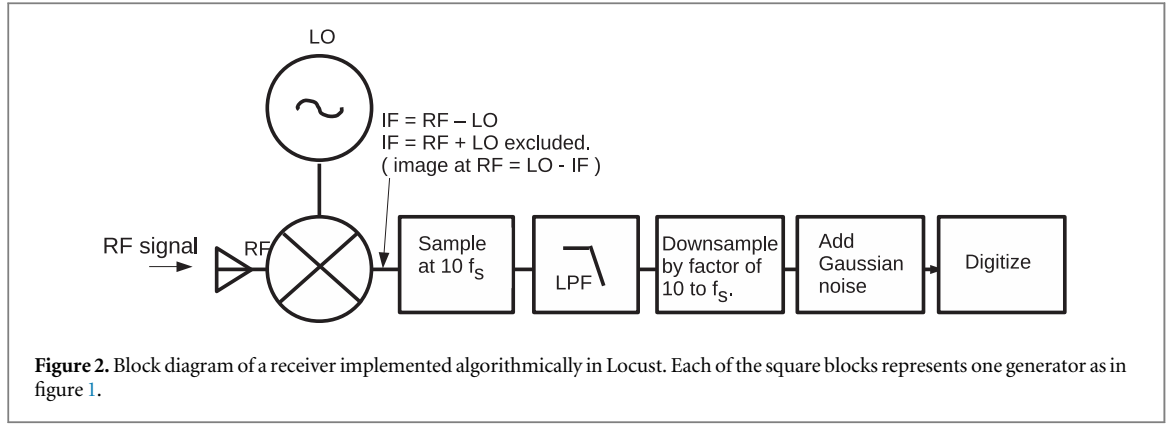 LO
IF = RF – LO
IF = RF + LO excluded.
( image at RF = LO - IF )
RF signal
RF
Sample
at 10 fs
LPF
Downsample
by factor of
10 to fs.
Add
Gaussian
noise
Digitize
Figure 2. Block diagram of a receiver implemented algorithmically in Locust. Each of the square blocks represents one generator as in
figure 1.